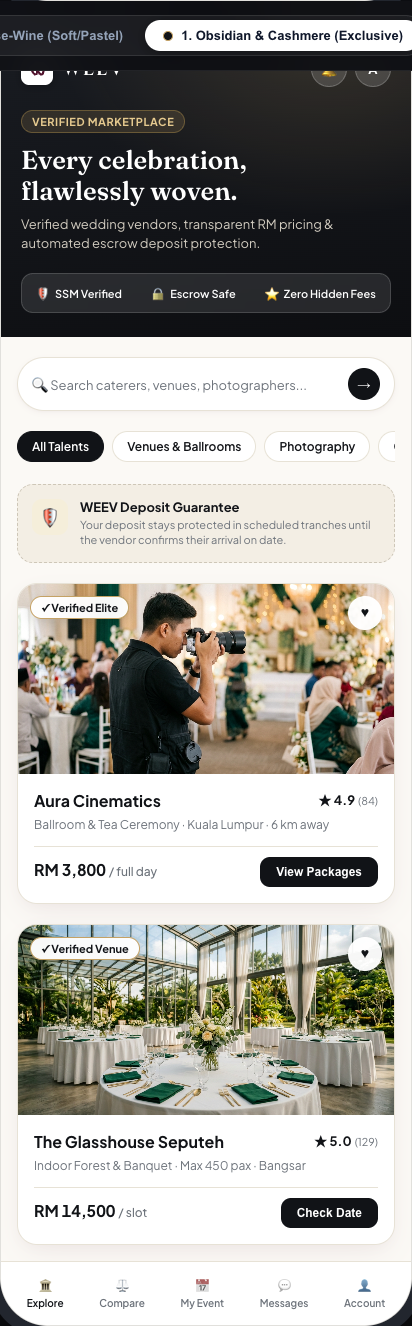 e-Wine (Soft/Pastel)
1. Obsidian & Cashmere (Exclusive)
WEEV
A
VERIFIED MARKETPLACE
Every celebration,
flawlessly woven.
Verified wedding vendors, transparent RM pricing &
automated escrow deposit protection.
SSM Verified
Escrow Safe
Zero Hidden Fees
Search caterers, venues, photographers...
→
All Talents
Venues & Ballrooms
Photography
WEEV Deposit Guarantee
Your deposit stays protected in scheduled tranches until
the vendor confirms their arrival on date.
✓Verified Elite
♥
Aura Cinematics
★ 4.9 (84)
Ballroom & Tea Ceremony · Kuala Lumpur · 6 km away
RM 3,800 / full day
View Packages
✓Verified Venue
♥
The Glasshouse Seputeh
★ 5.0 (129)
Indoor Forest & Banquet · Max 450 pax · Bangsar
RM 14,500 / slot
Check Date
Explore
Compare
My Event
Messages
Account